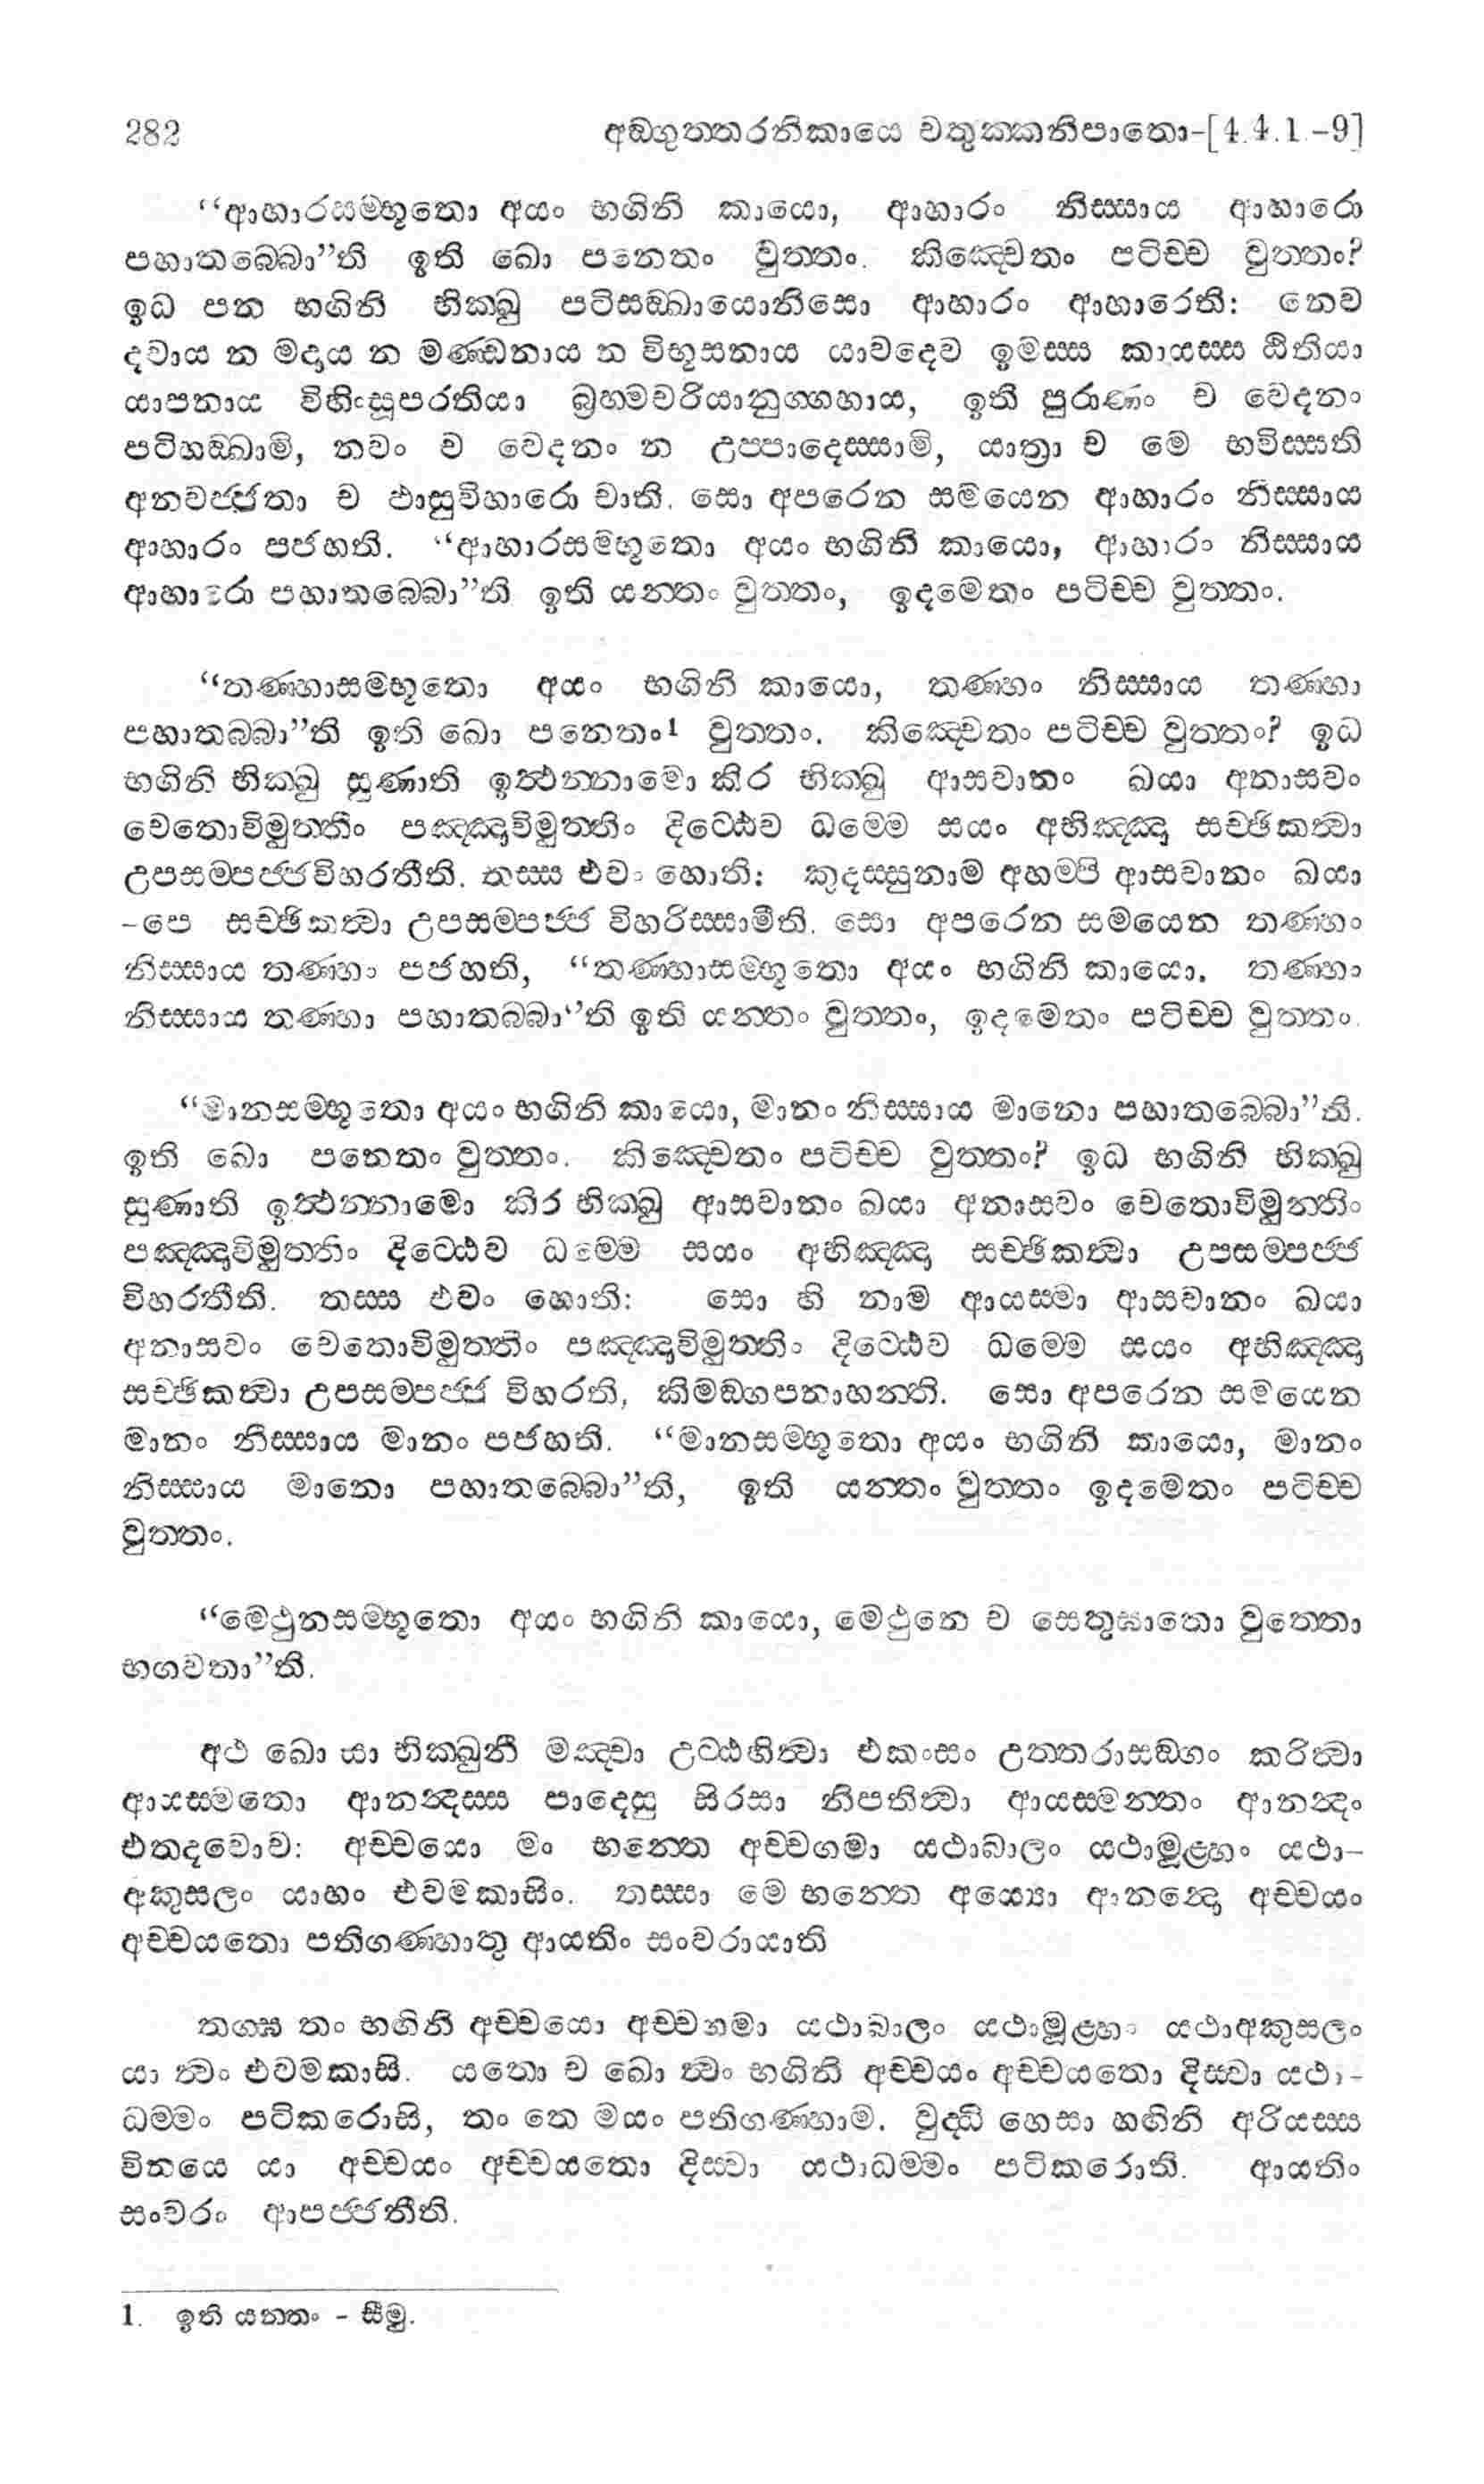 282 අඞ්ගුත්තරනිකායෙ චතුක්කනිපාතො-[4.4.1.-9]
“ආහාරසම්භූතො අයං භගිනි කායො, ආහාරං නිස්සාය ආහාරො
පහාතබ්බො”ති ඉති ඛො පනෙතං වුත්තං. කිඤ්චෙතං පටිච්ච වුත්තං?
ඉධ පන භගිනි භික්ඛු පටිසඞ්ඛායොනිසො ආහාරං ආහාරෙති: නෙව
දවාය න මදාය න මණ්ඩනාය න විභූසනාය යාවදෙව ඉමස්ස කායස්ස ඨිතියා
යාපනාය විහිංසූපරතියා බ්‍රහ්මචරියානුග්ගහාය, ඉති පුරාණං ච වෙදනං
පටිහඞ්ඛාමි, නවං ච වෙදනං න උප්පාදෙස්සාමි, යාත්‍රා ච මෙ භවිස්සති
අනවජ්ජතා ච ඵාසුවිහාරො චාති. සො අපරෙන සමයෙන ආහාරං නිස්සාය
ආහාරං පජහති. “ආහාරසම්භූතො අයං භගිනි කායො, ආහාරං නිස්සාය
ආහාරො පහාතබ්බො”ති ඉති යන්තං වුත්තං, ඉදමෙතං පටිච්ච වුත්තං.
“තණ්හාසම්භූතො අයං භගිනි කායො, තණ්හං නිස්සාය තණ්හා
පහාතබ්බා”ති ඉති ඛො පනෙතං1 වුත්තං. කිඤ්චෙතං පටිච්ච වුත්තං? ඉධ
භගිනි භික්ඛු සුණාති ඉත්ථන්නාමො කිර භික්ඛු ආසවානං ඛයා අනාසවං
චෙතොවිමුත්තිං පඤ්ඤාවිමුත්තිං දිට්ඨෙව ධම්මෙ සයං අභිඤ්ඤා සච්ඡිකත්වා
උපසම්පජ්ජවිහරතීති. තස්ස එවං හොති: කුදස්සුනාම අහම්පි ආසවානං ඛයා
-පෙ සච්ඡිකත්වා උපසම්පජ්ජ විහරිස්සාමීති. සො අපරෙන සමයෙන තණ්හං
නිස්සාය තණ්හං පජහති, “තණ්හාසම්භූතො අයං භගිනි කායො, තණ්හං
නිස්සාය තණ්හා පහාතබ්බා”ති ඉති යන්තං වුත්තං, ඉදමෙතං පටිච්ච වුත්තං.
“මානසම්භූතො අයං භගිනි කායො, මානං නිස්සාය මානො පහාතබ්බො”ති.
ඉති ඛො පනෙතං වුත්තං. කිඤ්චෙතං පටිච්ච වුත්තං? ඉධ භගිනි භික්ඛු
සුණාති ඉත්ථන්නාමො කිර භික්ඛු ආසවානං ඛයා අනාසවං චෙතොවිමුත්තිං
පඤ්ඤාවිමුත්තිං දිට්ඨෙව ධම්මෙ සයං අභිඤ්ඤා සච්ඡිකත්වා උපසම්පජ්ජ
විහරතීති. තස්ස එවං හොති: සො හි නාම ආයස්මා ආසවානං ඛයා
අනාසවං චෙතොවිමුත්තිං පඤ්ඤාවිමුත්තිං දිට්ඨෙව ධම්මෙ සයං අභිඤ්ඤා
සච්ඡිකත්වා උපසම්පජ්ජ විහරති, කිමඞ්ගපනාහන්ති. සො අපරෙන සමයෙන
මානං නිස්සාය මානං පජහති. “මානසම්භූතො අයං භගිනි කායො, මානං
නිස්සාය මානො පහාතබ්බො”ති, ඉති යන්තං වුත්තං ඉදමෙතං පටිච්ච
වුත්තං.
“මෙථුනසම්භූතො අයං භගිනි කායො, මෙථුනෙ ච සෙතුඝාතො වුත්තො
භගවතා”ති.
අථ ඛො සා භික්ඛුනී මඤ්චා උට්ඨහිත්වා එකංසං උත්තරාසඞ්ගං කරිත්වා
ආයස්මතො ආනන්දස්ස පාදෙසු සිරසා නිපතිත්වා ආයස්මන්තං ආනන්දං
එතදවොච: අච්චයො මං භන්තෙ අච්චගමා යථාබාලං යථාමූළ්හං යථා-
අකුසලං යාහං එවමකාසිං. තස්සා මෙ භන්තෙ අය්‍යො ආනන්දො අච්චයං
අච්චයතො පතිගණ්හාතු ආයතිං සංවරායාති
තග්ඝ තං භගිනි අච්චයො අච්චගමා යථාබාලං යථාමූළ්හං යථාඅකුසලං
යා ත්වං එවමකාසි. යතො ච ඛො ත්වං භගිනි අච්චයං අච්චයතො දිස්වා යථා-
ධම්මං පටිකරොසි, තං තෙ මයං පතිගණ්හාම. වුද්ධි හෙසා භගිනි අරියස්ස
විනයෙ යා අච්චයං අච්චයතො දිස්වා යථාධම්මං පටිකරොති. ආයතිං
සංවරං ආපජ්ජතීති.
1. ඉති යන්තං - සීමු.